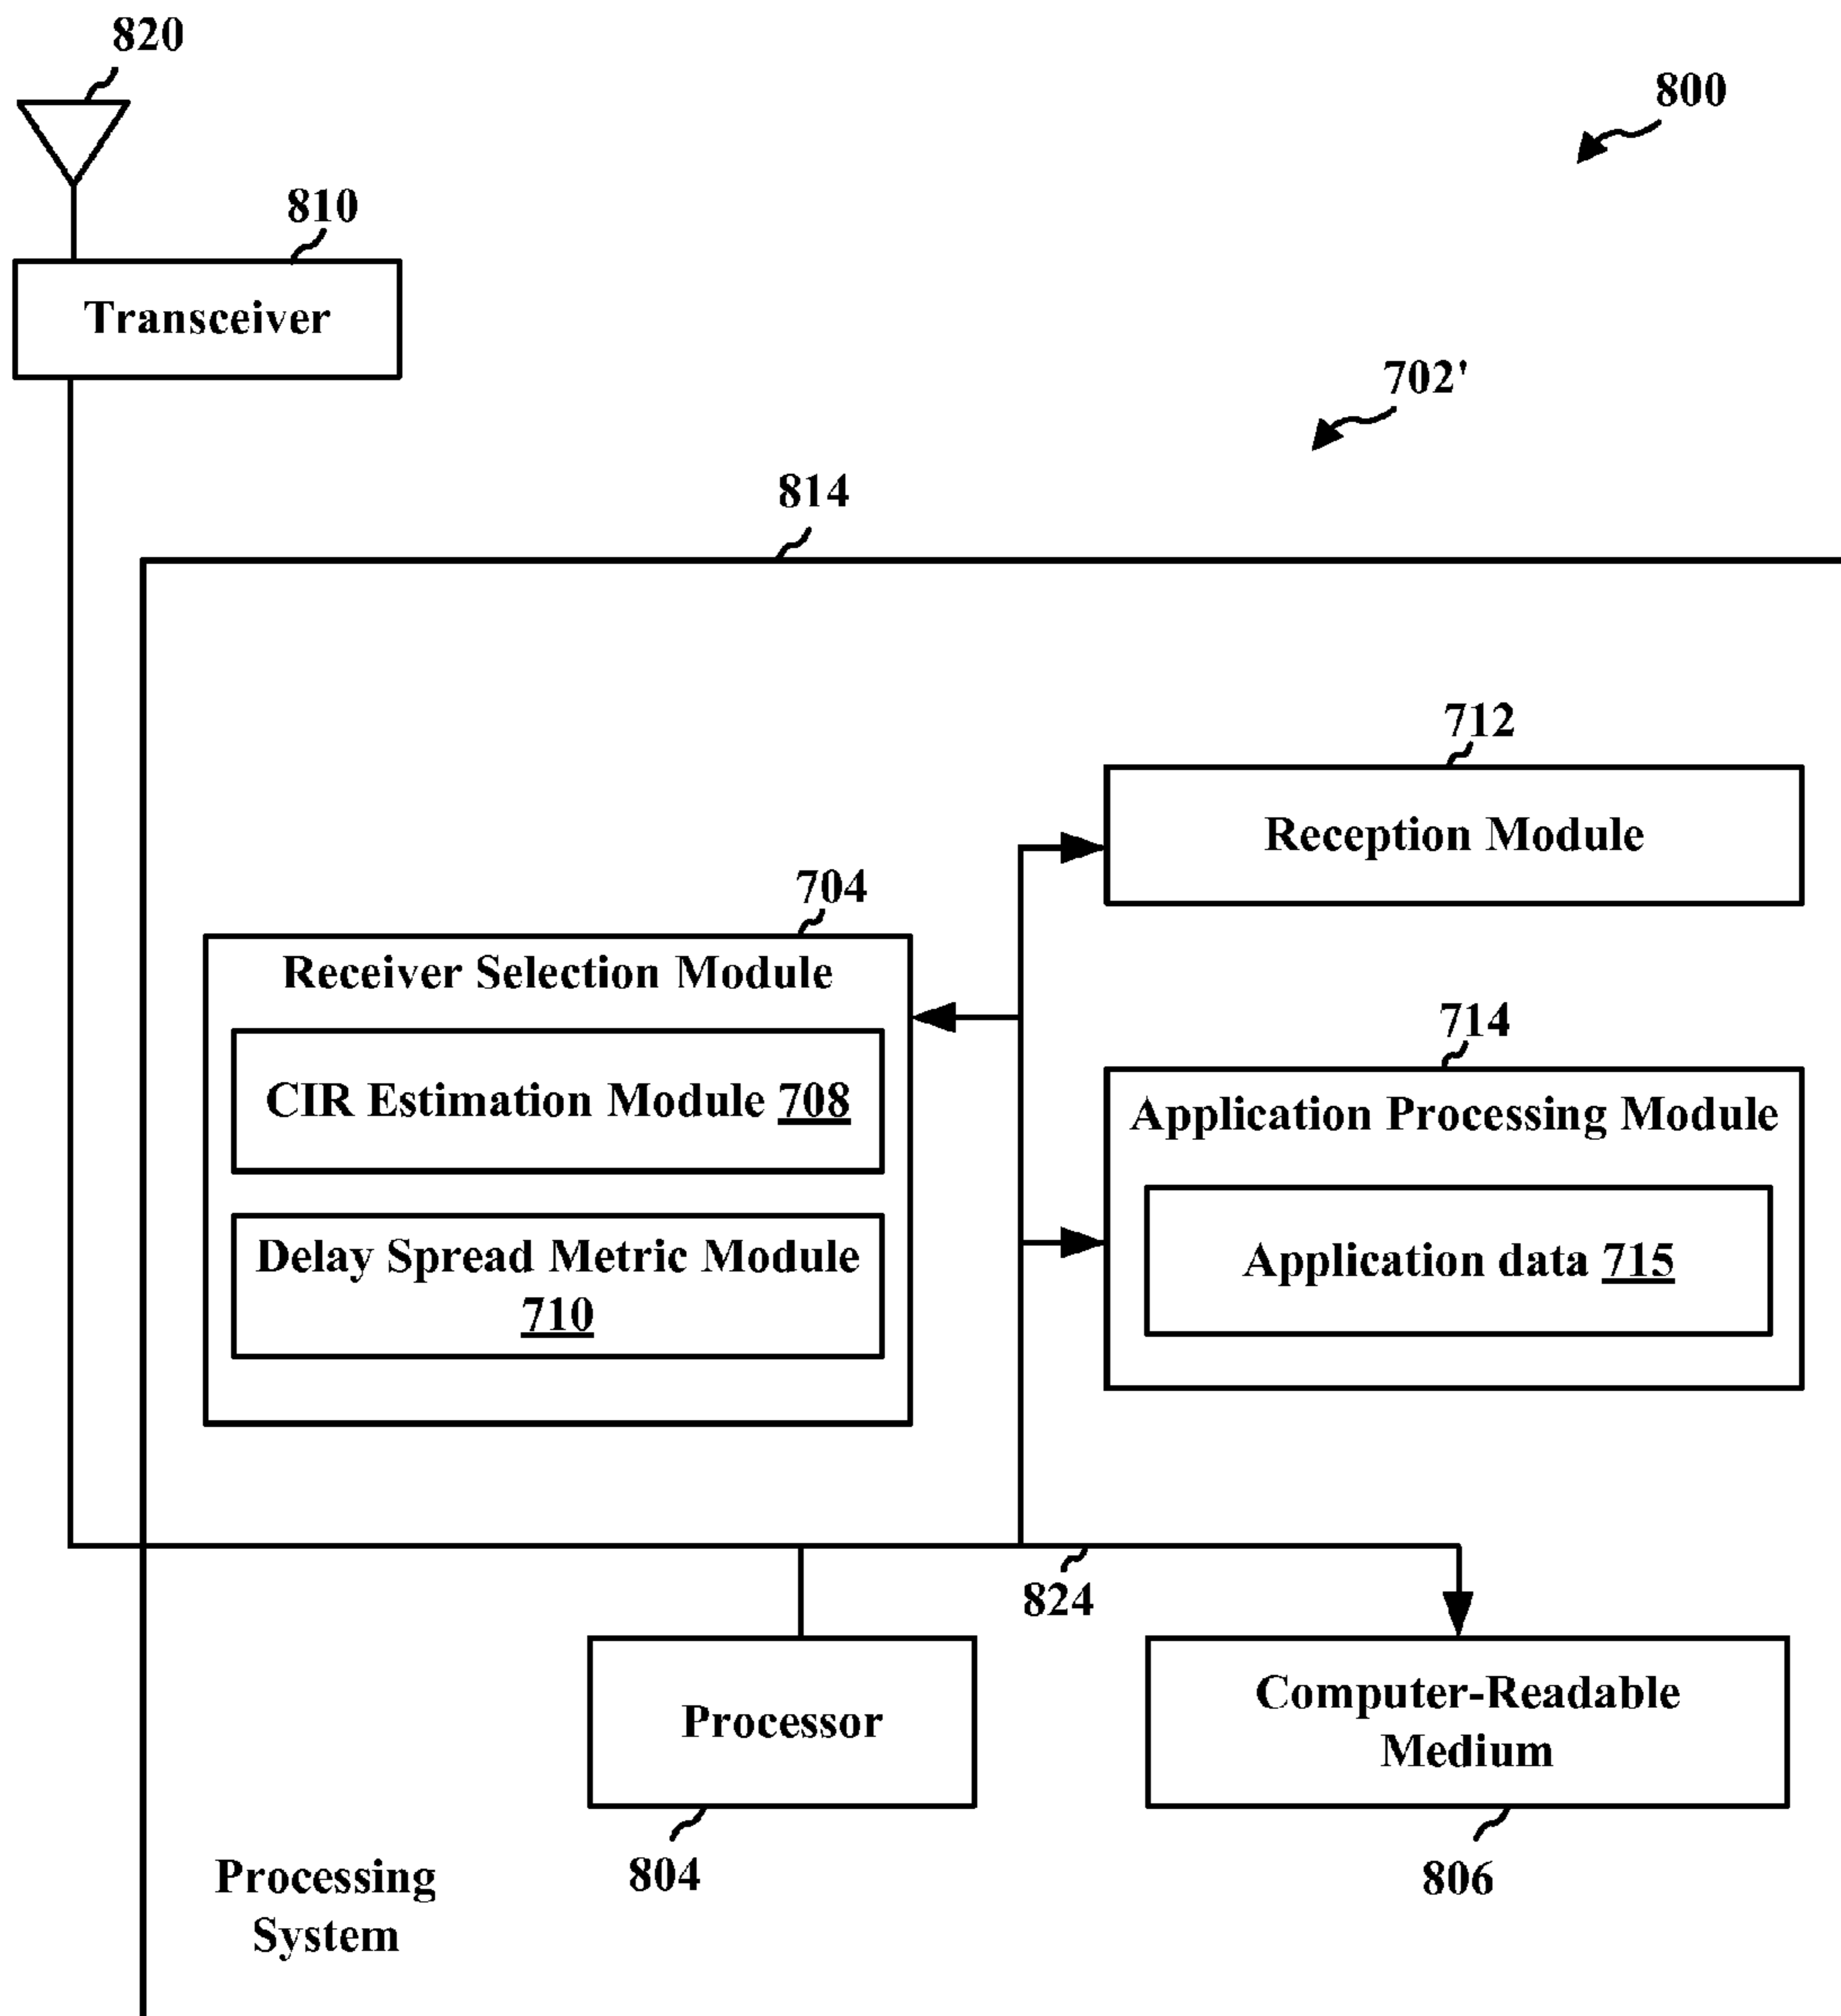 820
800
810
Transceiver
702'
814
712
Reception Module
704
Receiver Selection Module
714
CIR Estimation Module 708
Application Processing Module
Delay Spread Metric Module
710
Application data 715
824
Processor
Computer-Readable
Medium
804
806
Processing
System